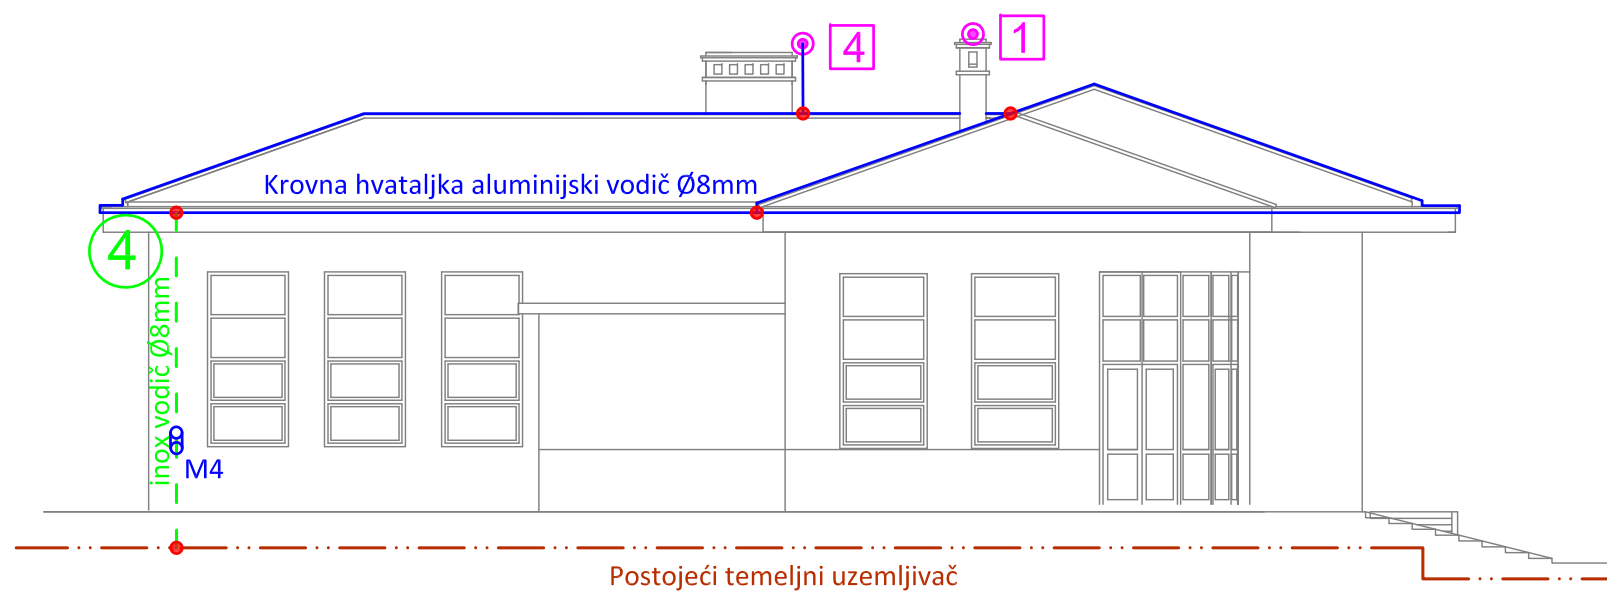 4
1
Krovna hvataljka aluminijski vodič Ø8mm
4
inox vodič Ø8mm
M4
Postojeći temeljni uzemljivač